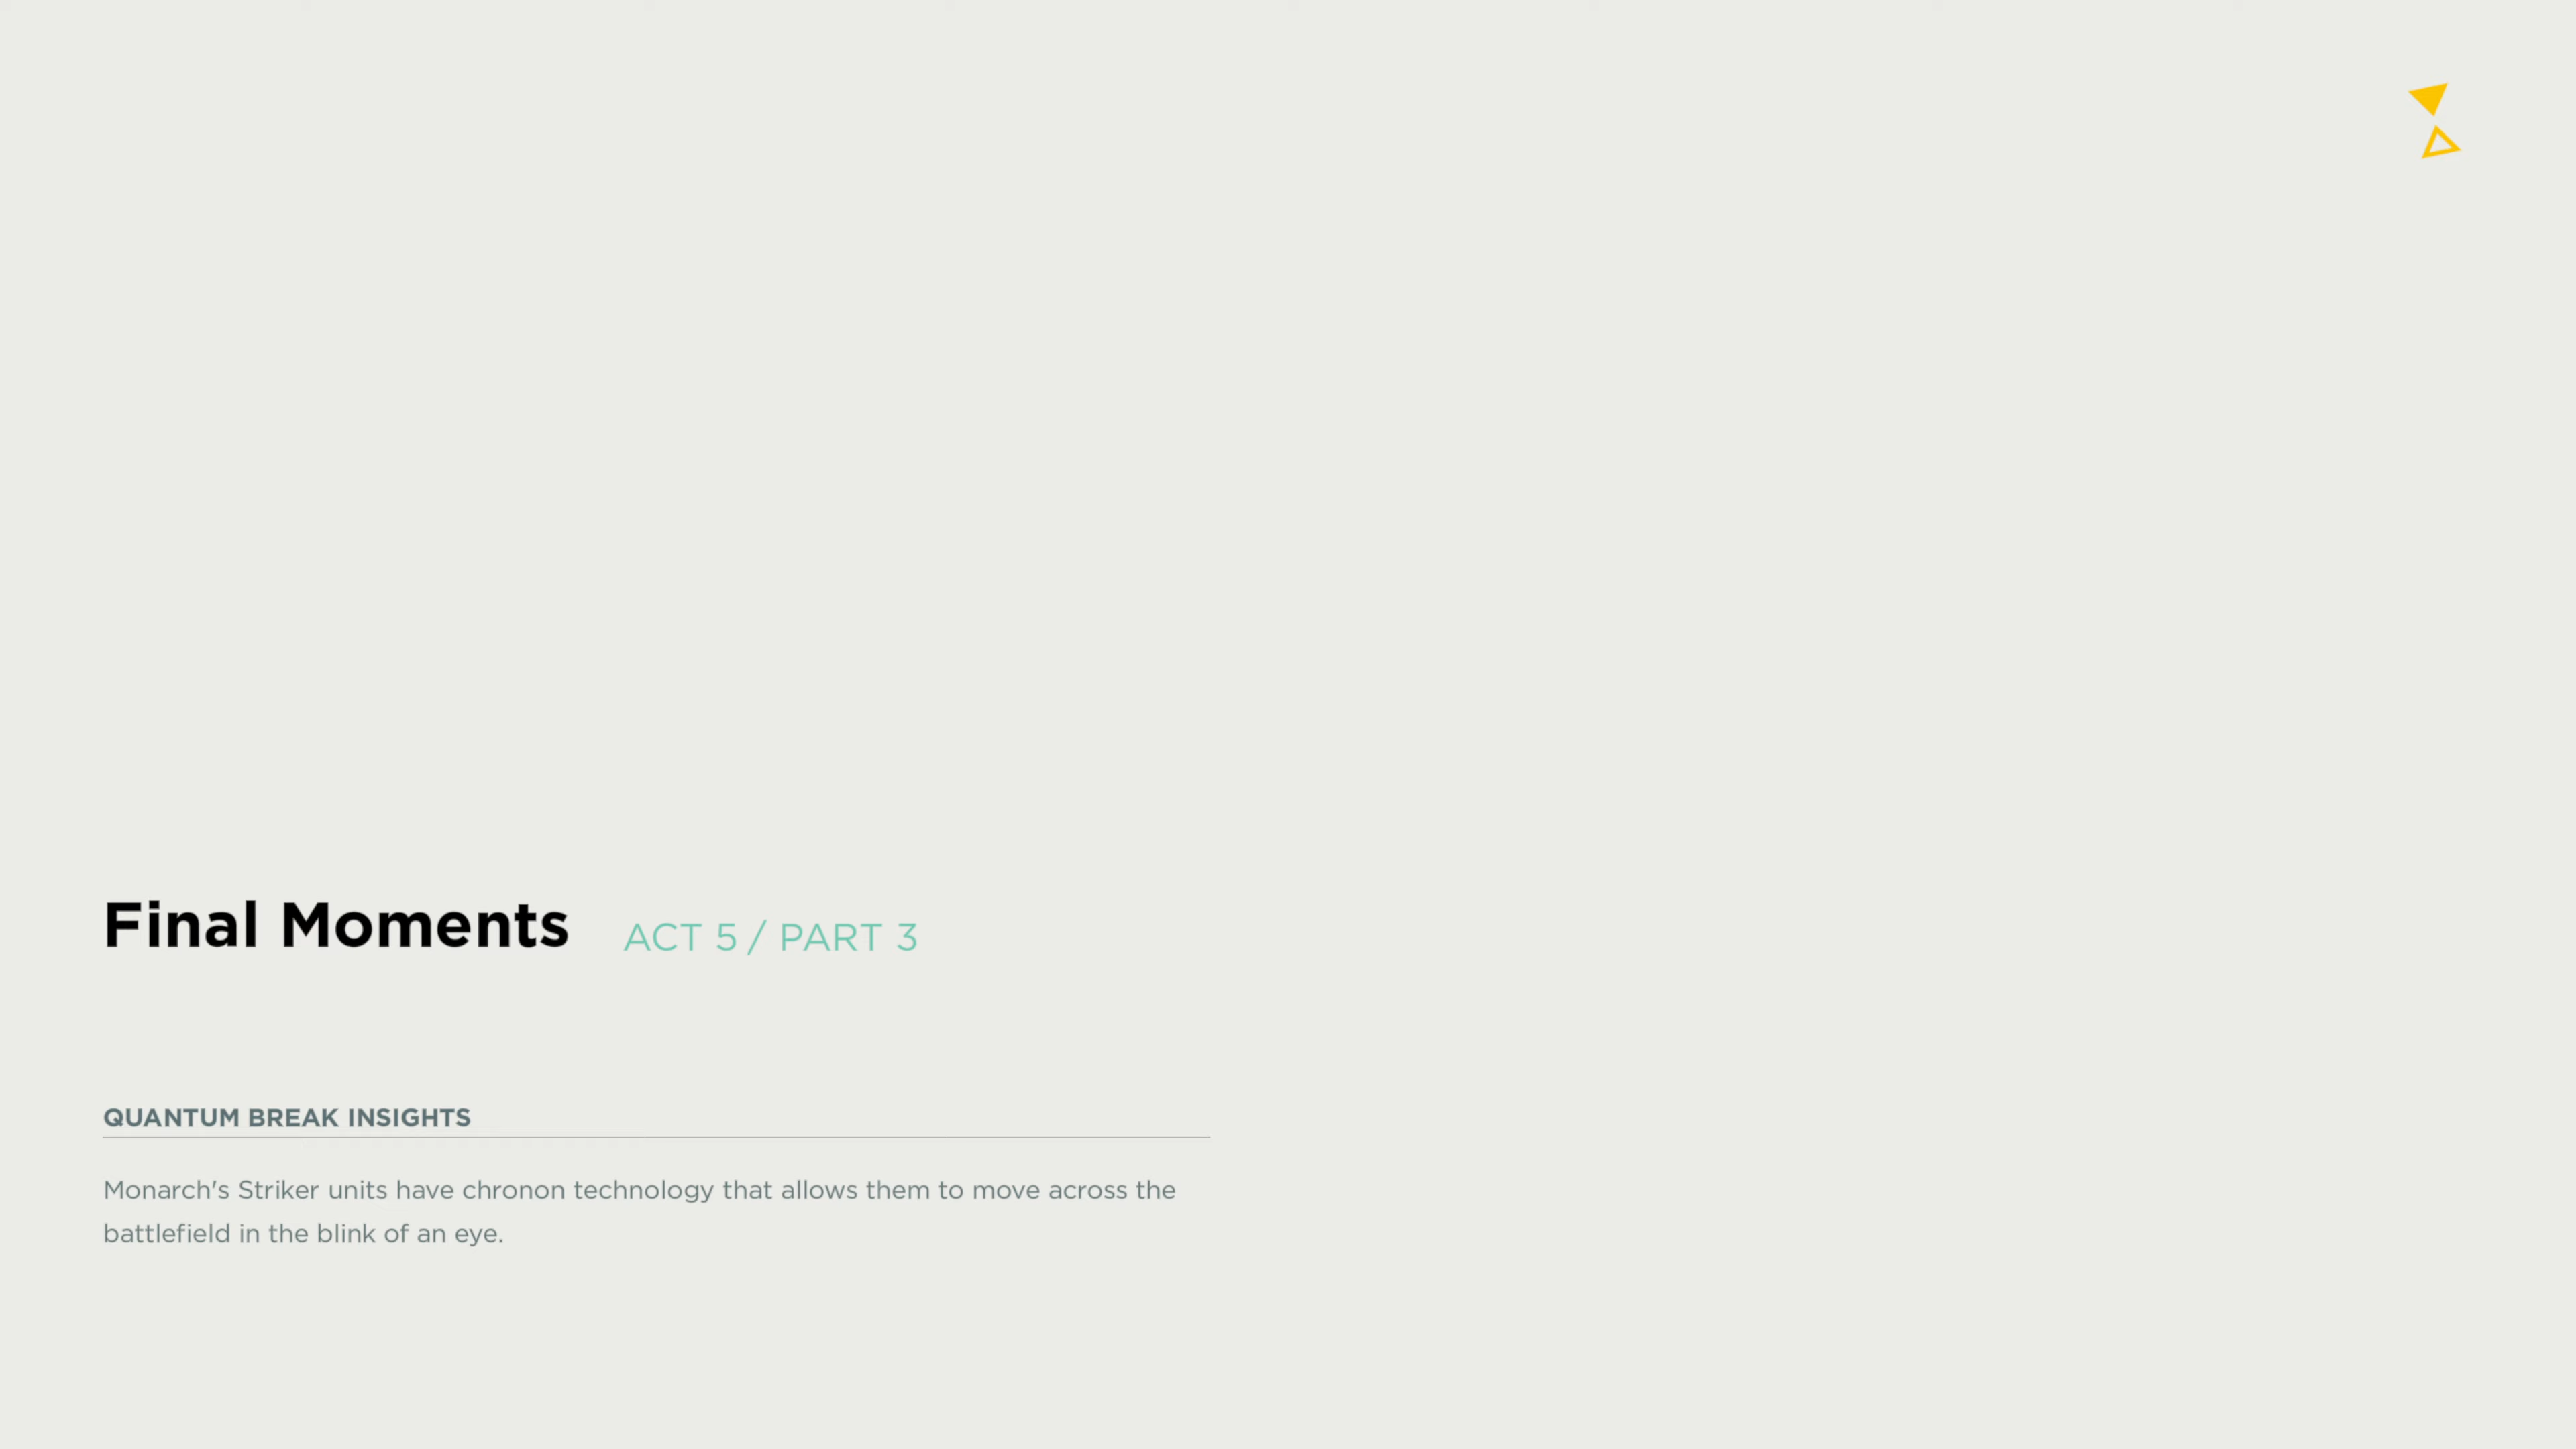 Final Moments ACT 5 / PART 3
QUANTUM BREAK INSIGHTS
Monarch's Striker units have chronon technology that allows them to move across the
battlefield in the blink of an eye.